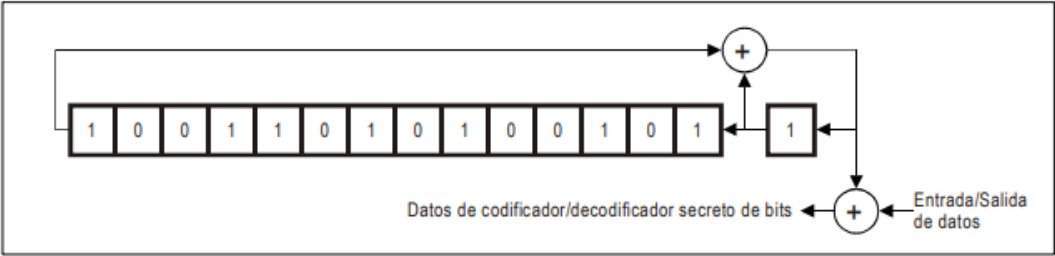 +
1 0 0 1 1 0 1 0 1 0 0 1 0 1 1
Datos de codificador/decodificador secreto de bits + Entrada/Salida
de datos